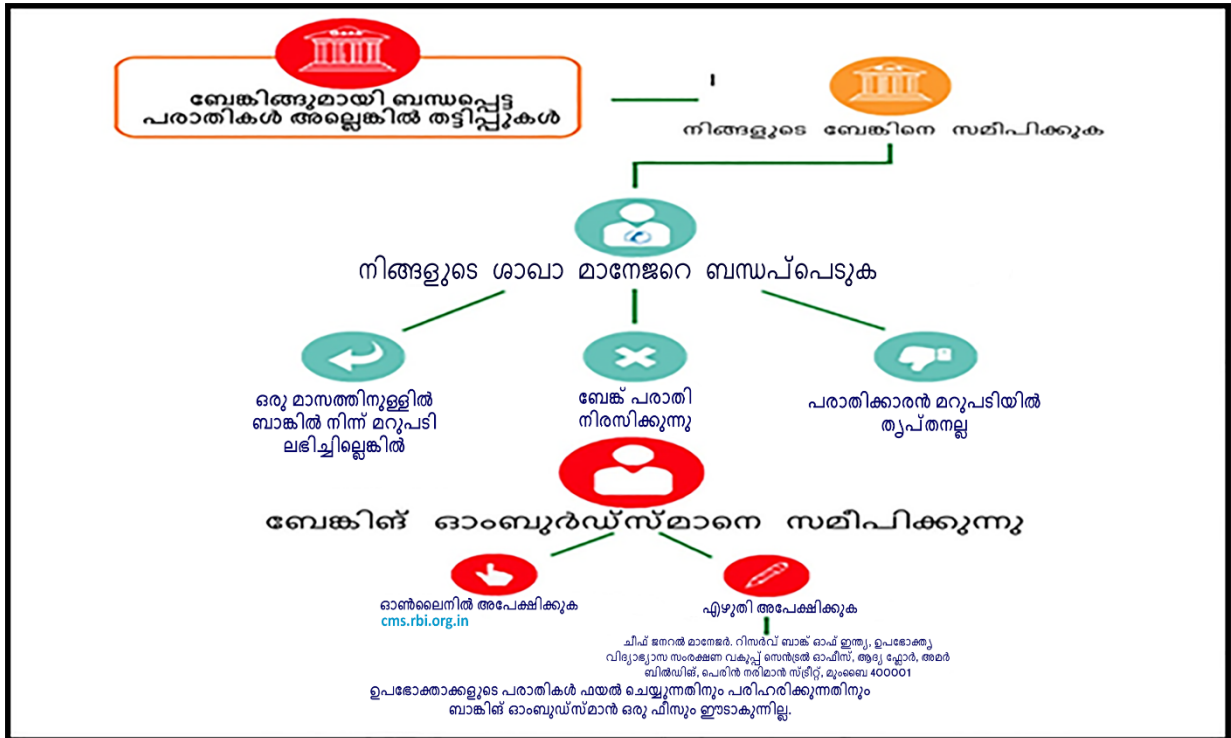 Bank
ബേങ്കിങ്ങുമായി ബന്ധപ്പെട്ട
പരാതികൾ അല്ലെങ്കിൽ തട്ടിപ്പുകൾ
നിങ്ങളുടെ ബേങ്കിനെ സമീപിക്കുക
നിങ്ങളുടെ ശാഖാ മാനേജറെ ബന്ധപ്പെടുക
ഒരു മാസത്തിനുള്ളിൽ
ബാങ്കിൽ നിന്ന് മറുപടി
ലഭിച്ചില്ലെങ്കിൽ
ബേങ്ക് പരാതി
നിരസിക്കുന്നു
പരാതിക്കാരൻ മറുപടിയിൽ
തൃപ്തനല്ല
ബേങ്കിങ് ഓംബുർഡ്സ്മാനെ സമീപിക്കുന്നു
ഓൺലൈനിൽ അപേക്ഷിക്കുക
cms.rbi.org.in
എഴുതി അപേക്ഷിക്കുക
ചീഫ് ജനറൽ മാനേജർ. റിസർവ് ബാങ്ക് ഓഫ് ഇന്ത്യ, ഉപഭോക്തൃ
വിദ്യാഭ്യാസ സംരക്ഷണ വകുപ്പ് സെൻട്രൽ ഓഫീസ്, ആദ്യ ഫ്ലോർ, അമർ
ബിൽഡിങ്, പെരിൻ നരിമാൻ സ്ട്രീറ്റ്, മുംബൈ 400001
ഉപഭോക്താക്കളുടെ പരാതികൾ ഫയൽ ചെയ്യുന്നതിനും പരിഹരിക്കുന്നതിനും
ബാങ്കിങ് ഓംബുഡ്സ്മാൻ ഒരു ഫീസും ഈടാകുന്നില്ല.